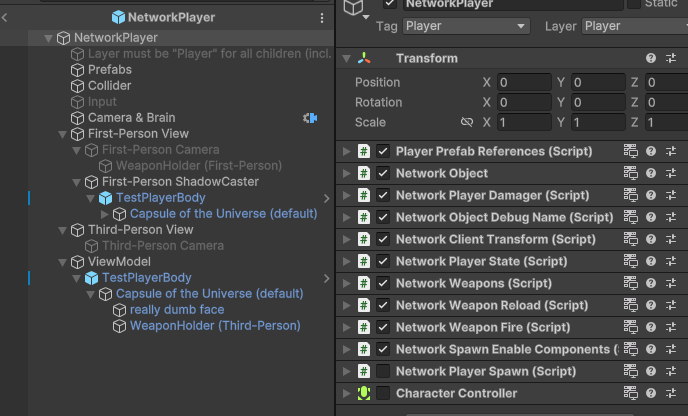 NetworkPlayer
NetworkPlayer
Layer must be "Player" for all children (incl.
Prefabs
Collider
Input
Camera & Brain
First-Person View
First-Person Camera
WeaponHolder (First-Person)
First-Person ShadowCaster
TestPlayerBody
Capsule of the Universe (default)
Third-Person View
Third-Person Camera
ViewModel
TestPlayerBody
Capsule of the Universe (default)
really dumb face
WeaponHolder (Third-Person)
NetworkPlayer
Static
Tag Player Layer Player
Transform
Position X 0 Y 0 Z 0
Rotation X 0 Y 0 Z 0
Scale X 1 Y 1 Z 1
# Player Prefab References (Script)
# Network Object
# Network Player Damager (Script)
# Network Object Debug Name (Script)
# Network Client Transform (Script)
# Network Player State (Script)
# Network Weapons (Script)
# Network Weapon Reload (Script)
# Network Weapon Fire (Script)
# Network Spawn Enable Components (
# Network Player Spawn (Script)
Character Controller